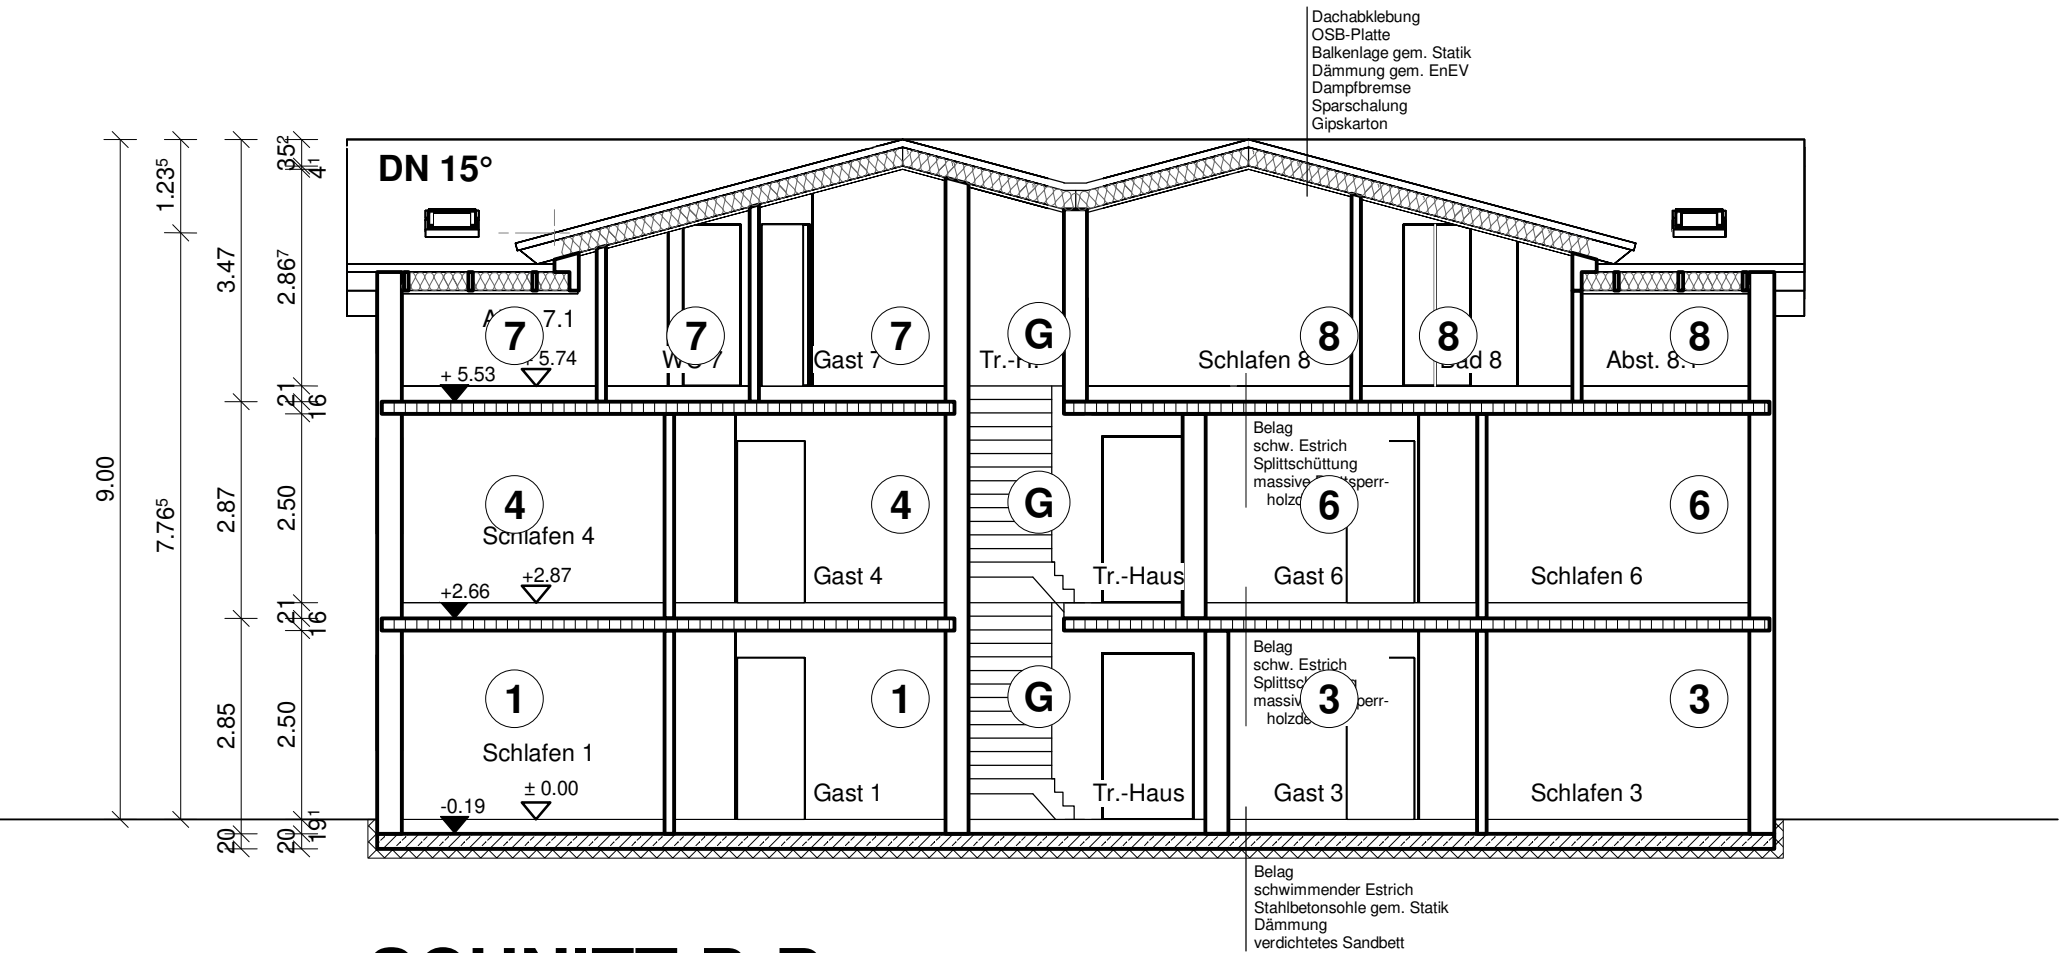 Dachabklebung
OSB-Platte
Balkenlage gem. Statik
Dämmung gem. EnEV
Dampfbremse
Sparschalung
Gipskarton
DN 15°
9.00
1.23⁵
7.76⁵
3.47
2.87
2.85
20
35²
4¹
2.86⁷
21
16
2.50
21
16
2.50
19¹
20
7.1
7
7
7
G
8
8
8
5.74
+ 5.53
7
Gast 7
Schlafen 8
8
Abst.
Belag
schw. Estrich
Splittschüttung
massive
4
4
G
6
6
Schlafen 4
+2.87
+2.66
Gast 4
Tr.-Haus
Gast 6
Schlafen 6
Belag
schw. Estrich
1
1
G
3
3
Schlafen 1
± 0.00
-0.19
Gast 1
Tr.-Haus
Gast 3
Schlafen 3
Belag
schwimmender Estrich
Stahlbetonsohle gem. Statik
Dämmung
verdichtetes Sandbett